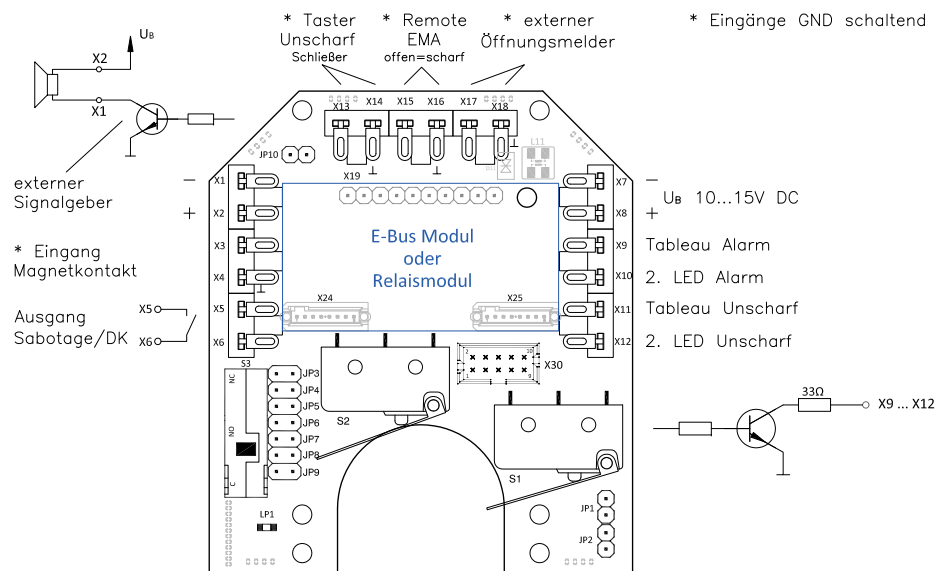 * Taster
Unscharf
Schließer
* Remote
EMA
offen=scharf
* externer
Öffnungsmelder
* Eingänge GND schaltend
UB
X2
X1
externer
Signalgeber
X13
X14
X15
X16
X17
X18
L11
JP10
X19
−
X1
+
X2
X3
X4
X5
X6
* Eingang
Magnetkontakt
Ausgang
Sabotage/DK
X5
X6
E-Bus Modul
oder
Relaismodul
X24
X25
X7
−
X8
+
UB 10...15V DC
X9
Tableau Alarm
X10
2. LED Alarm
X11
Tableau Unscharf
X12
2. LED Unscharf
S3
NC
NO
C
JP3
JP4
JP5
JP6
JP7
JP8
JP9
S2
2
10
1
9
X30
S1
33Ω
X9 ... X12
LP1
JP1
JP2